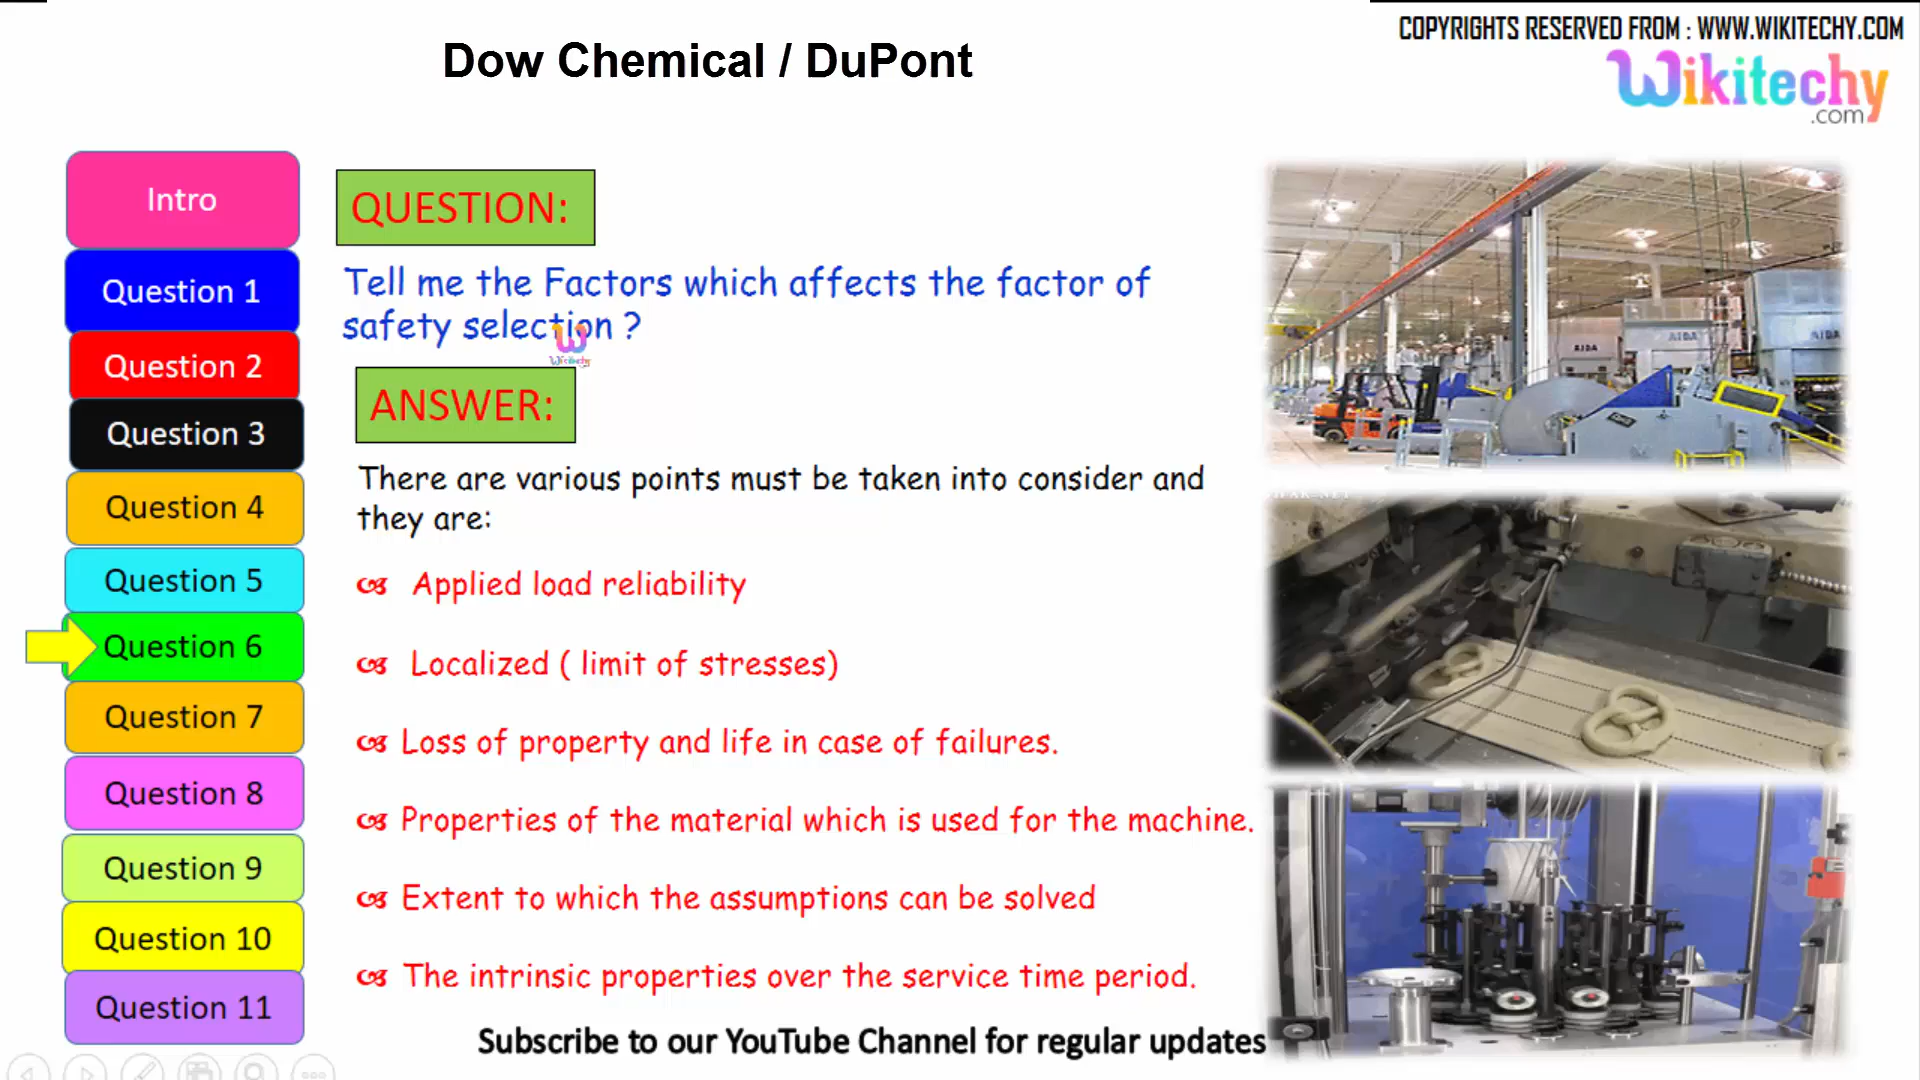 COPYRIGHTS RESERVED FROM : WWW.WIKITECHY.COM
Dow Chemical / DuPont
Wikitechy
.com
Intro
Question 1
Question 2
Question 3
Question 4
Question 5
Question 6
Question 7
Question 8
Question 9
Question 10
Question 11
QUESTION:
Tell me the Factors which affects the factor of
safety selection ?
Wikitechy
ANSWER:
There are various points must be taken into consider and
they are:
Applied load reliability
Localized ( limit of stresses)
Loss of property and life in case of failures.
Properties of the material which is used for the machine.
Extent to which the assumptions can be solved
The intrinsic properties over the service time period.
Subscribe to our YouTube Channel for regular updates
AIDA
AIDA
AIDA